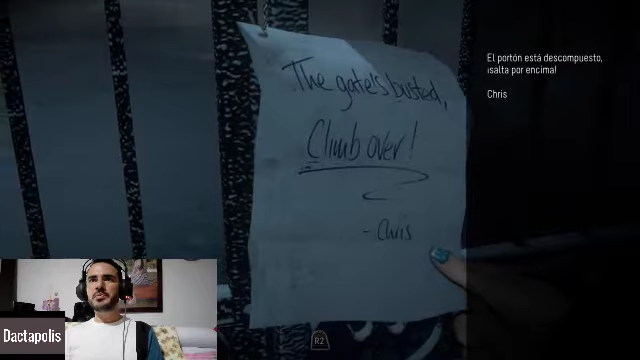 The gate's busted,
Climb over!
- Chris
El portón está descompuesto,
¡salta por encima!
Chris
R2
Dactapolis